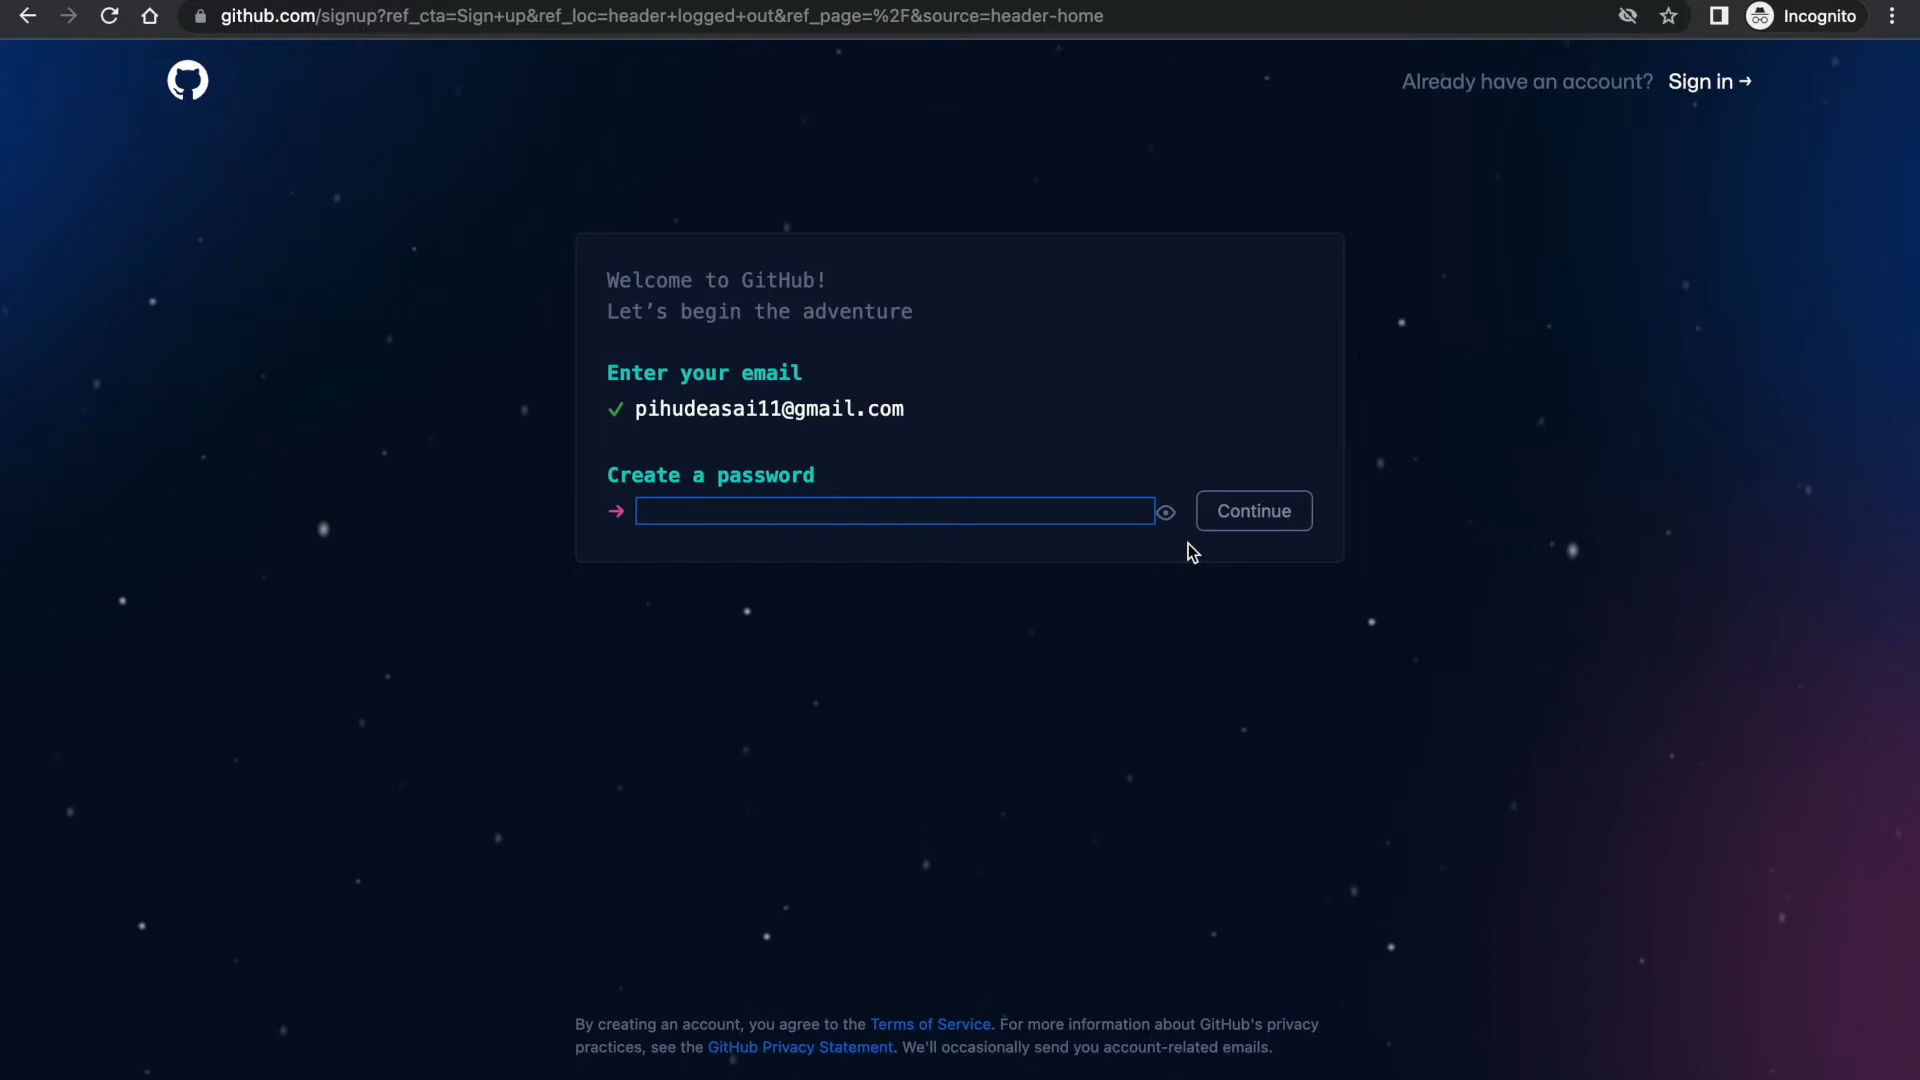 github.com/signup?ref_cta=Sign+up&ref_loc=header+logged+out&ref_page=%2F&source=header-home
Incognito
Already have an account? Sign in →
Welcome to GitHub!
Let’s begin the adventure
Enter your email
✓ pihudeasai11@gmail.com
Create a password
→
Continue
By creating an account, you agree to the Terms of Service. For more information about GitHub's privacy
practices, see the GitHub Privacy Statement. We'll occasionally send you account-related emails.